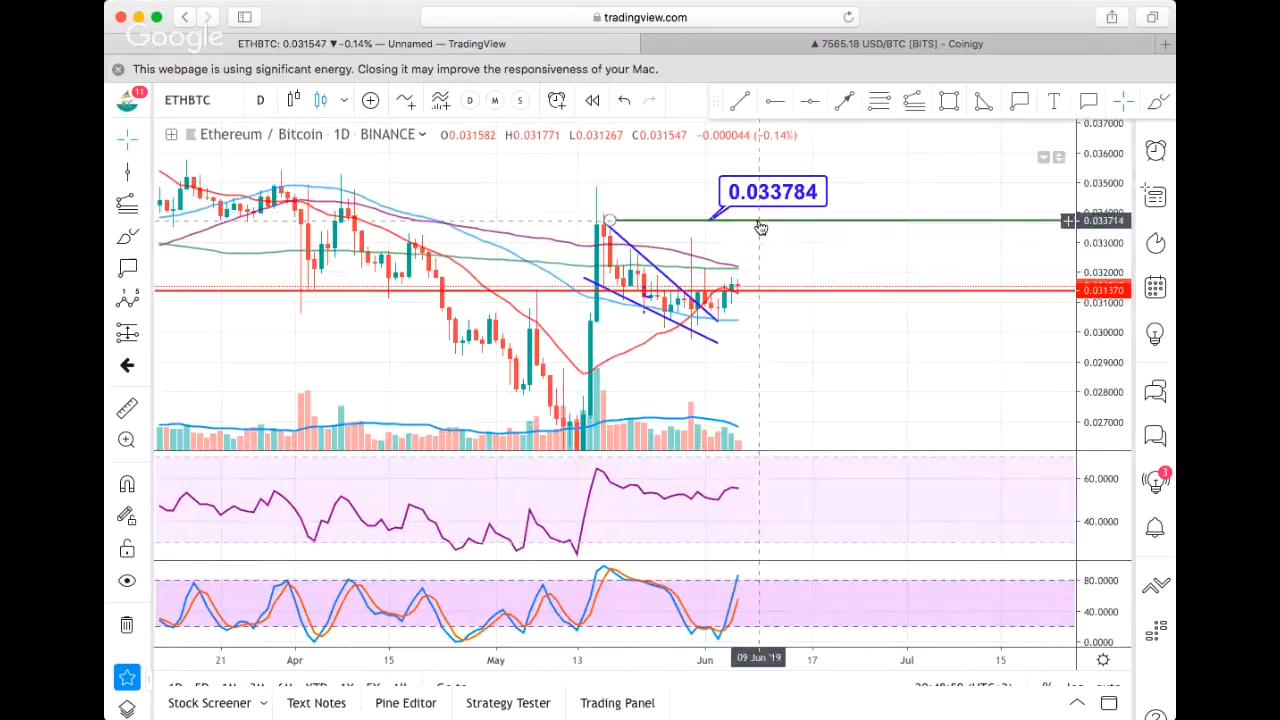 Google
tradingview.com
ETHBTC: 0.031547 ▼−0.14% — Unnamed — TradingView
▲ 7565.18 USD/BTC [BITS] - Coinigy
This webpage is using significant energy. Closing it may improve the responsiveness of your Mac.
11
ETHBTC
D
D M S
T
Ethereum / Bitcoin · 1D · BINANCE
O0.031582 H0.031771 L0.031267 C0.031547 −0.000044 (−0.14%)
0.037000
0.036000
0.035000
0.033784
0.033714
0.033000
0.032000
0.031370
0.031000
0.030000
0.029000
0.028000
0.027000
1 5
60.0000
40.0000
3
80.0000
40.0000
0.0000
21 Apr 15 May 13 Jun 09 Jun '19 17 Jul 15
Stock Screener Text Notes Pine Editor Strategy Tester Trading Panel